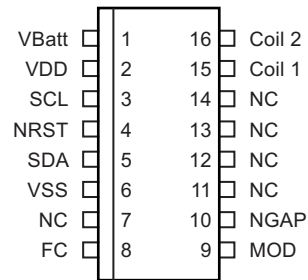 VBatt 1 16 Coil 2
VDD 2 15 Coil 1
SCL 3 14 NC
NRST 4 13 NC
SDA 5 12 NC
VSS 6 11 NC
NC 7 10 NGAP
FC 8 9 MOD